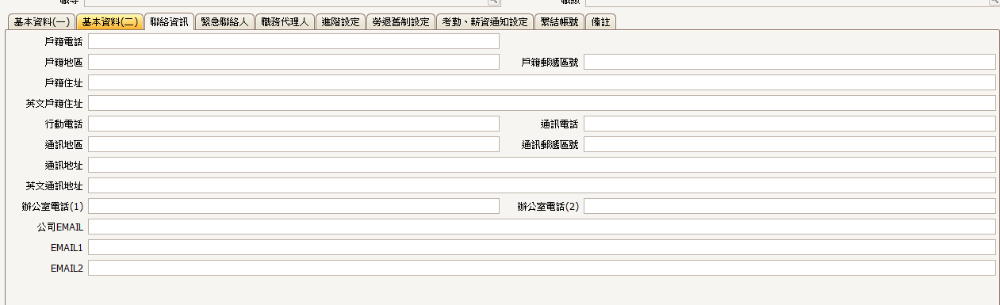 基本資料(一) 基本資料(二) 聯絡資訊 緊急聯絡人 職務代理人 進階設定 勞退舊制設定 考勤、薪資通知設定 繫結帳號 備註
戶籍電話
戶籍地區 戶籍郵遞區號
戶籍住址
英文戶籍住址
行動電話 通訊電話
通訊地區 通訊郵遞區號
通訊地址
英文通訊地址
辦公室電話(1) 辦公室電話(2)
公司EMAIL
EMAIL1
EMAIL2